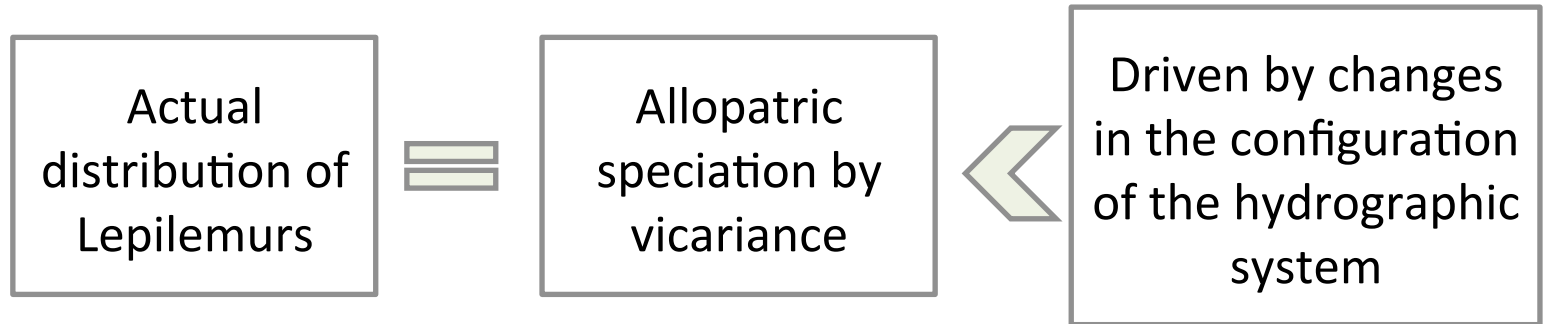 Actual
distribution of
Lepilemurs
Allopatric
speciation by
vicariance
Driven by changes
in the configuration
of the hydrographic
system